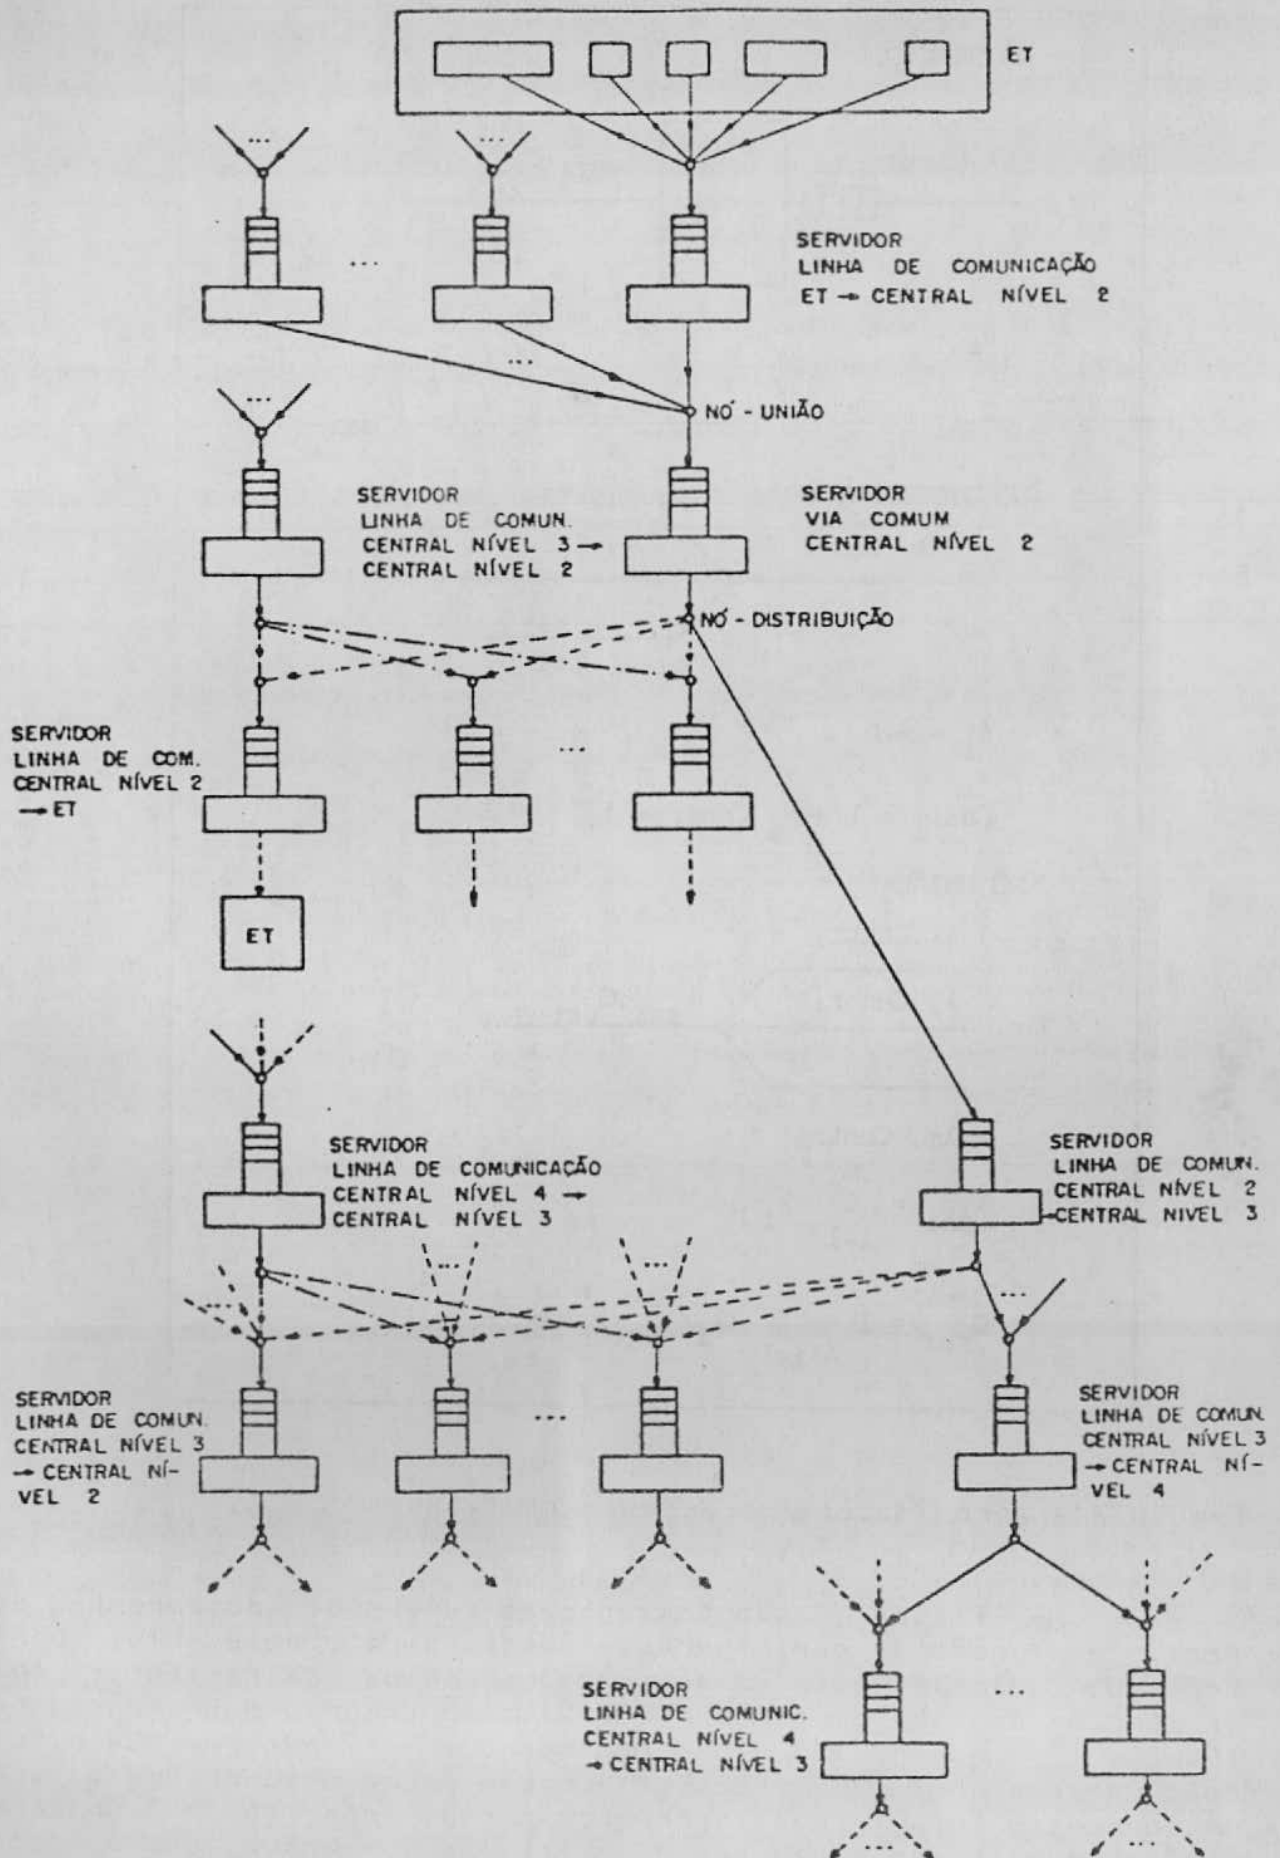 ET
SERVIDOR
LINHA DE COMUNICAÇÃO
ET → CENTRAL NÍVEL 2
NÓ - UNIÃO
SERVIDOR
LINHA DE COMUN.
CENTRAL NÍVEL 3 →
CENTRAL NÍVEL 2
SERVIDOR
VIA COMUM
CENTRAL NÍVEL 2
NÓ - DISTRIBUIÇÃO
SERVIDOR
LINHA DE COM.
CENTRAL NÍVEL 2
→ ET
ET
SERVIDOR
LINHA DE COMUNICAÇÃO
CENTRAL NÍVEL 4 →
CENTRAL NÍVEL 3
SERVIDOR
LINHA DE COMUN.
CENTRAL NÍVEL 2
→CENTRAL NIVEL 3
SERVIDOR
LINHA DE COMUN.
CENTRAL NÍVEL 3
→ CENTRAL NÍ-
VEL 2
SERVIDOR
LINHA DE COMUN.
CENTRAL NÍVEL 3
→ CENTRAL NÍ-
VEL 4
SERVIDOR
LINHA DE COMUNIC.
CENTRAL NÍVEL 4
→ CENTRAL NÍVEL 3